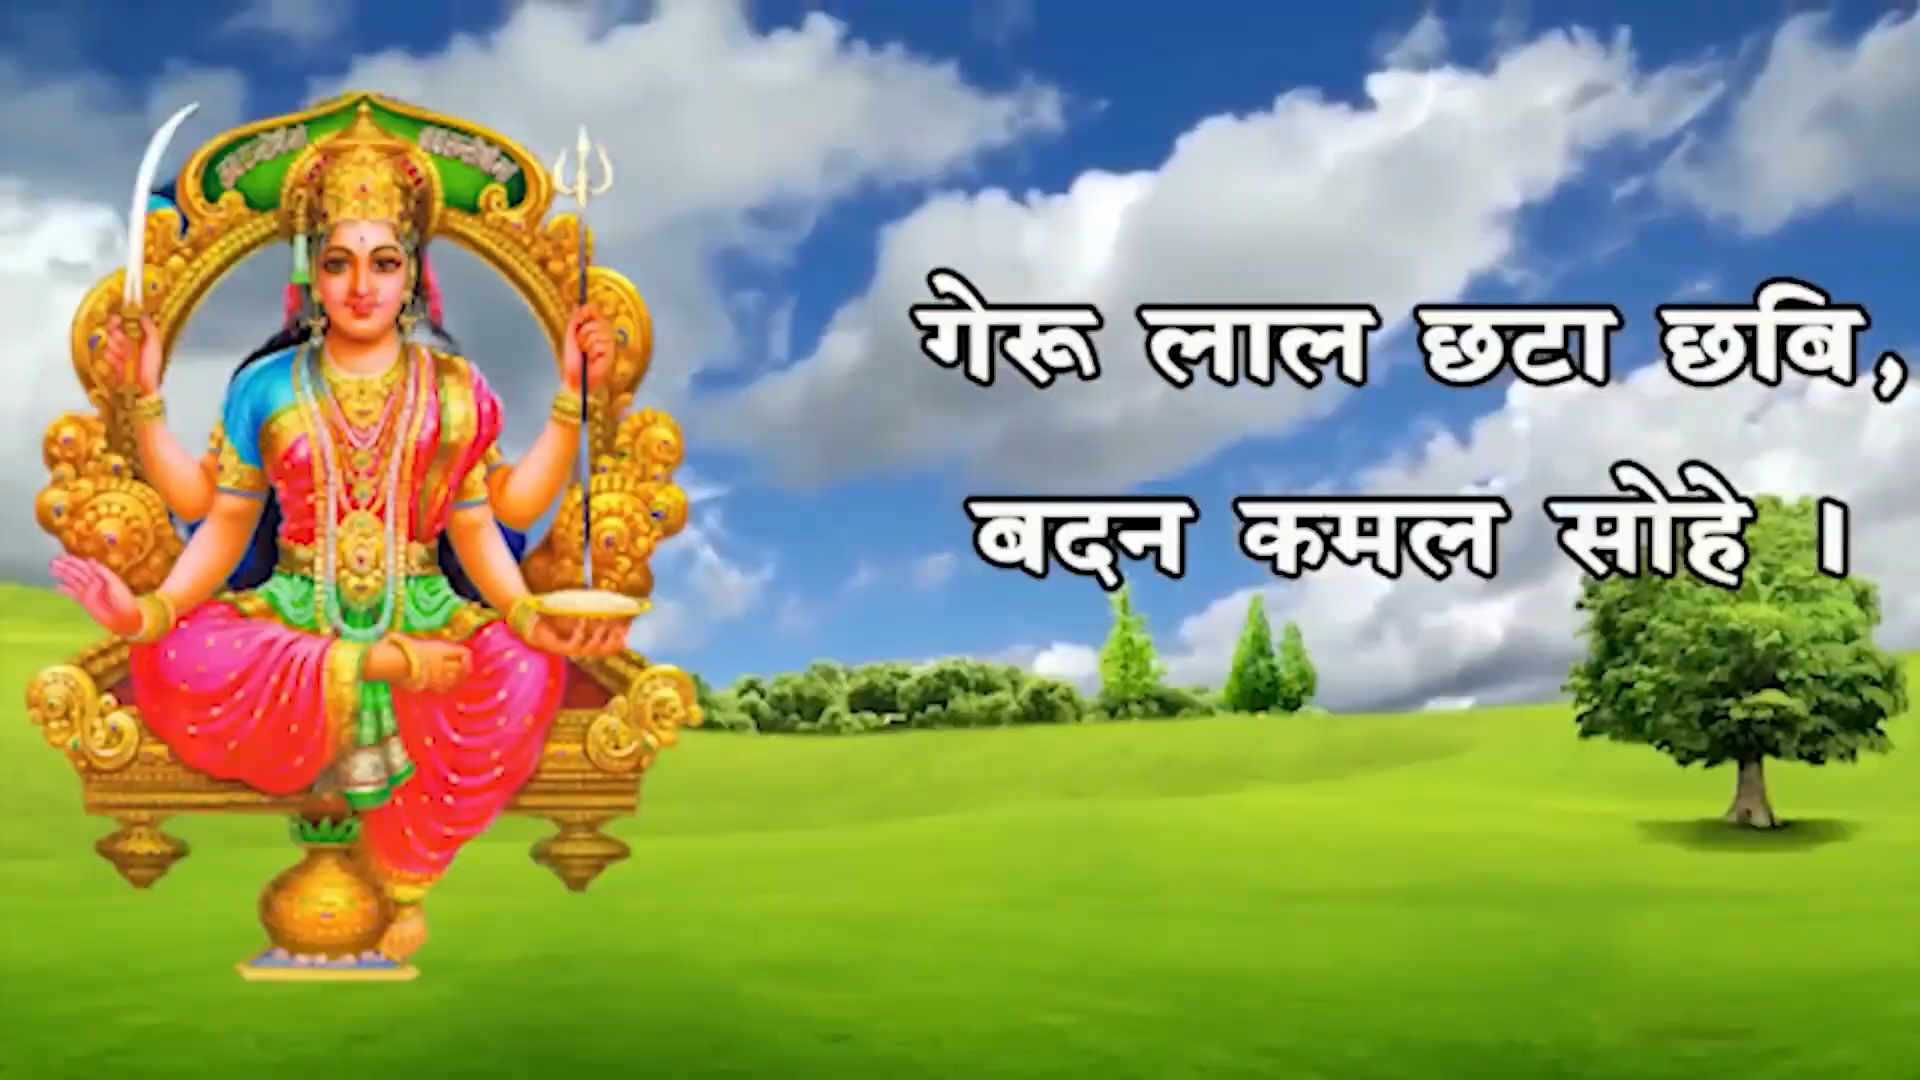 गेरू लाल छटा छबि,
बदन कमल सोहे ।